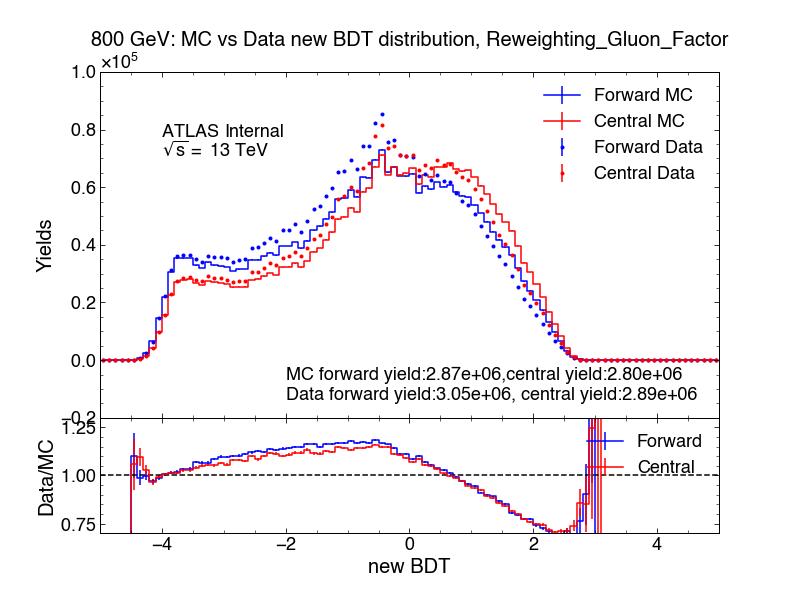 800 GeV: MC vs Data new BDT distribution, Reweighting_Gluon_Factor
×10⁵
1.0
ATLAS Internal
√s = 13 TeV
Forward MC
Central MC
Forward Data
Central Data
0.8
0.6
0.4
0.2
0.0
−0.2
Yields
MC forward yield:2.87e+06,central yield:2.80e+06
Data forward yield:3.05e+06, central yield:2.89e+06
1.25
1.00
0.75
Data/MC
Forward
Central
−4 −2 0 2 4
new BDT